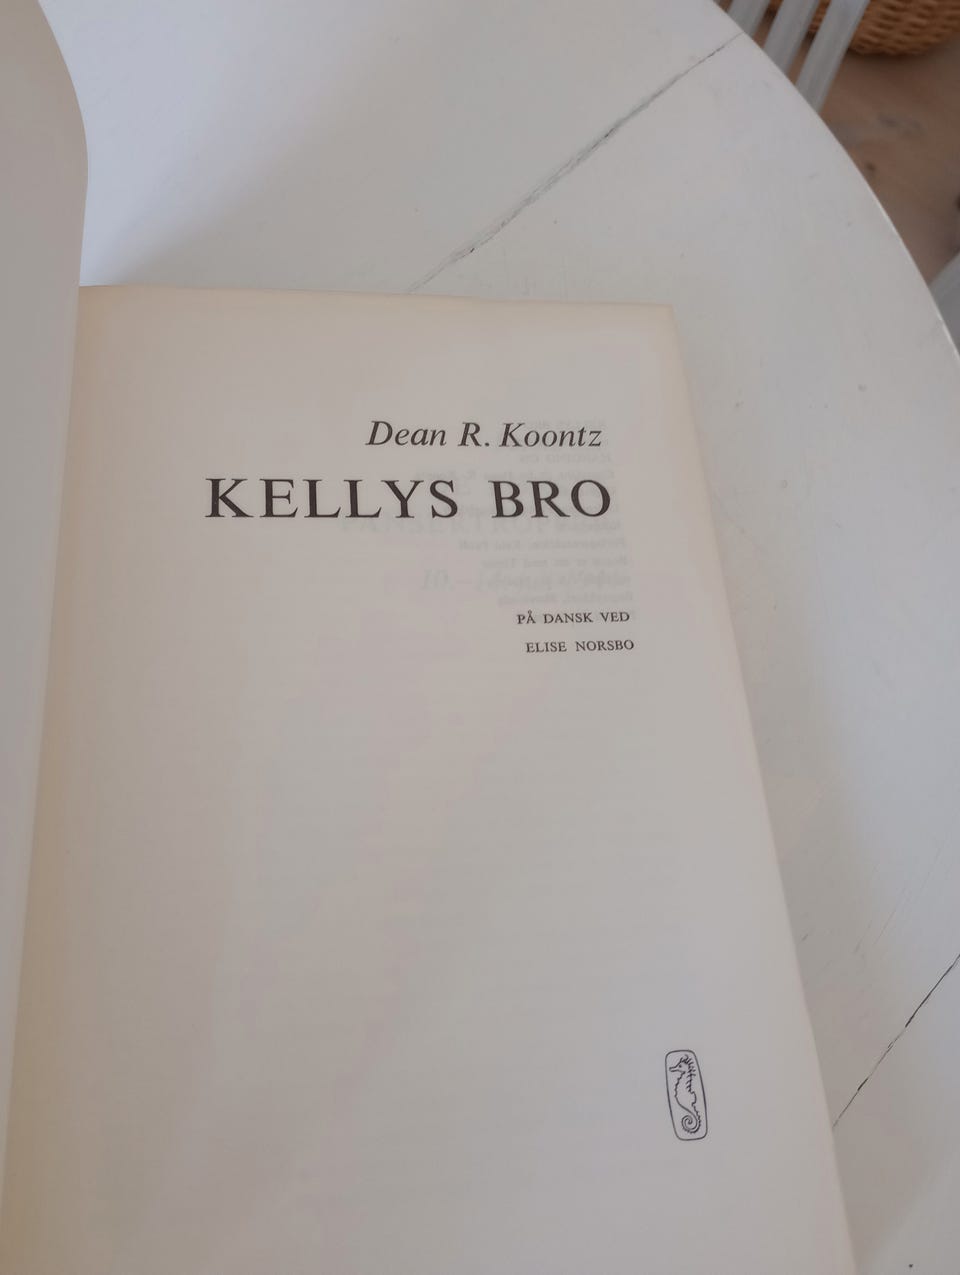 Dean R. Koontz
KELLYS BRO
PÅ DANSK VED
ELISE NORSBO